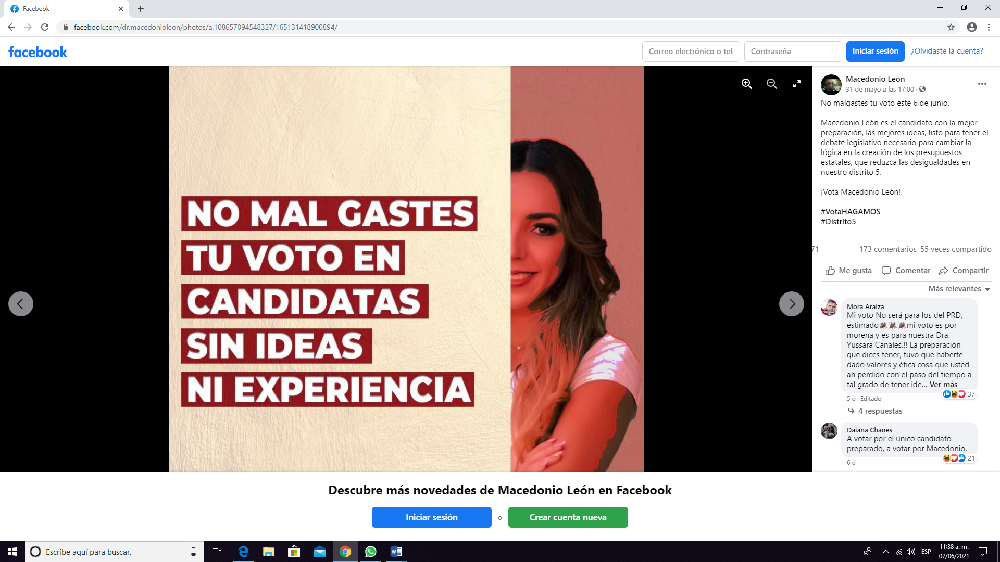 Facebook
facebook.com/dr.macedonioleon/photos/a.108657094548327/165131418900894/
facebook
Correo electrónico o telé
Contraseña
Iniciar sesión
¿Olvidaste la cuenta?
NO MAL GASTES
TU VOTO EN
CANDIDATAS
SIN IDEAS
NI EXPERIENCIA
Macedonio León
31 de mayo a las 17:00 ·
No malgastes tu voto este 6 de junio.
Macedonio León es el candidato con la mejor
preparación, las mejores ideas, listo para tener el
debate legislativo necesario para cambiar la
lógica en la creación de los presupuestos
estatales, que reduzca las desigualdades en
nuestro distrito 5.
¡Vota Macedonio León!
#VotaHAGAMOS
#Distrito5
71 173 comentarios 55 veces compartido
Me gusta Comentar Compartir
Más relevantes
Mora Araiza
Mi voto No será para los del PRD,
estimado mi voto es por
morena y es para nuestra Dra.
Yussara Canales.!! La preparación
que dices tener, tuvo que haberte
dado valores y ética cosa que usted
ah perdido con el paso del tiempo a
tal grado de tener ide... Ver más
37
5 d · Editado
4 respuestas
Daiana Chanes
A votar por el único candidato
preparado, a votar por Macedonio.
21
6 d
Descubre más novedades de Macedonio León en Facebook
Iniciar sesión o Crear cuenta nueva
Escribe aquí para buscar.
ESP
11:38 a. m.
07/06/2021